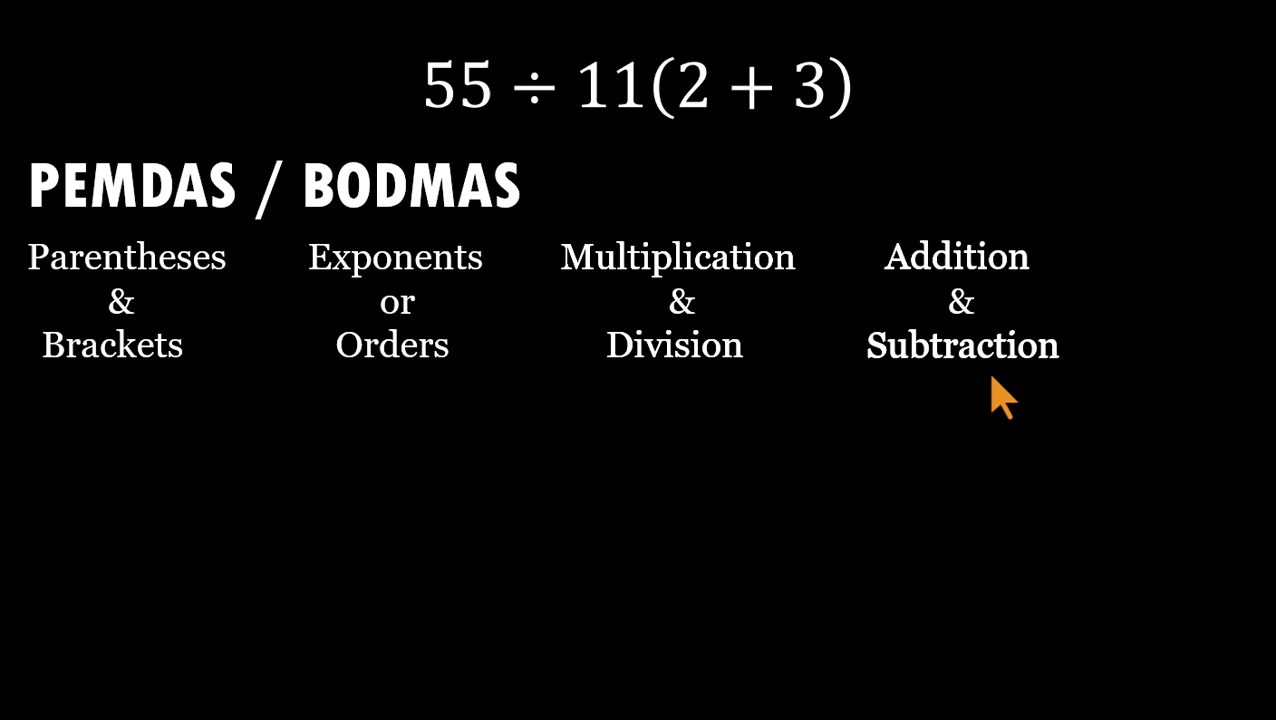 55 ÷ 11(2 + 3)
PEMDAS / BODMAS
Parentheses Exponents Multiplication Addition
& or & &
Brackets Orders Division Subtraction